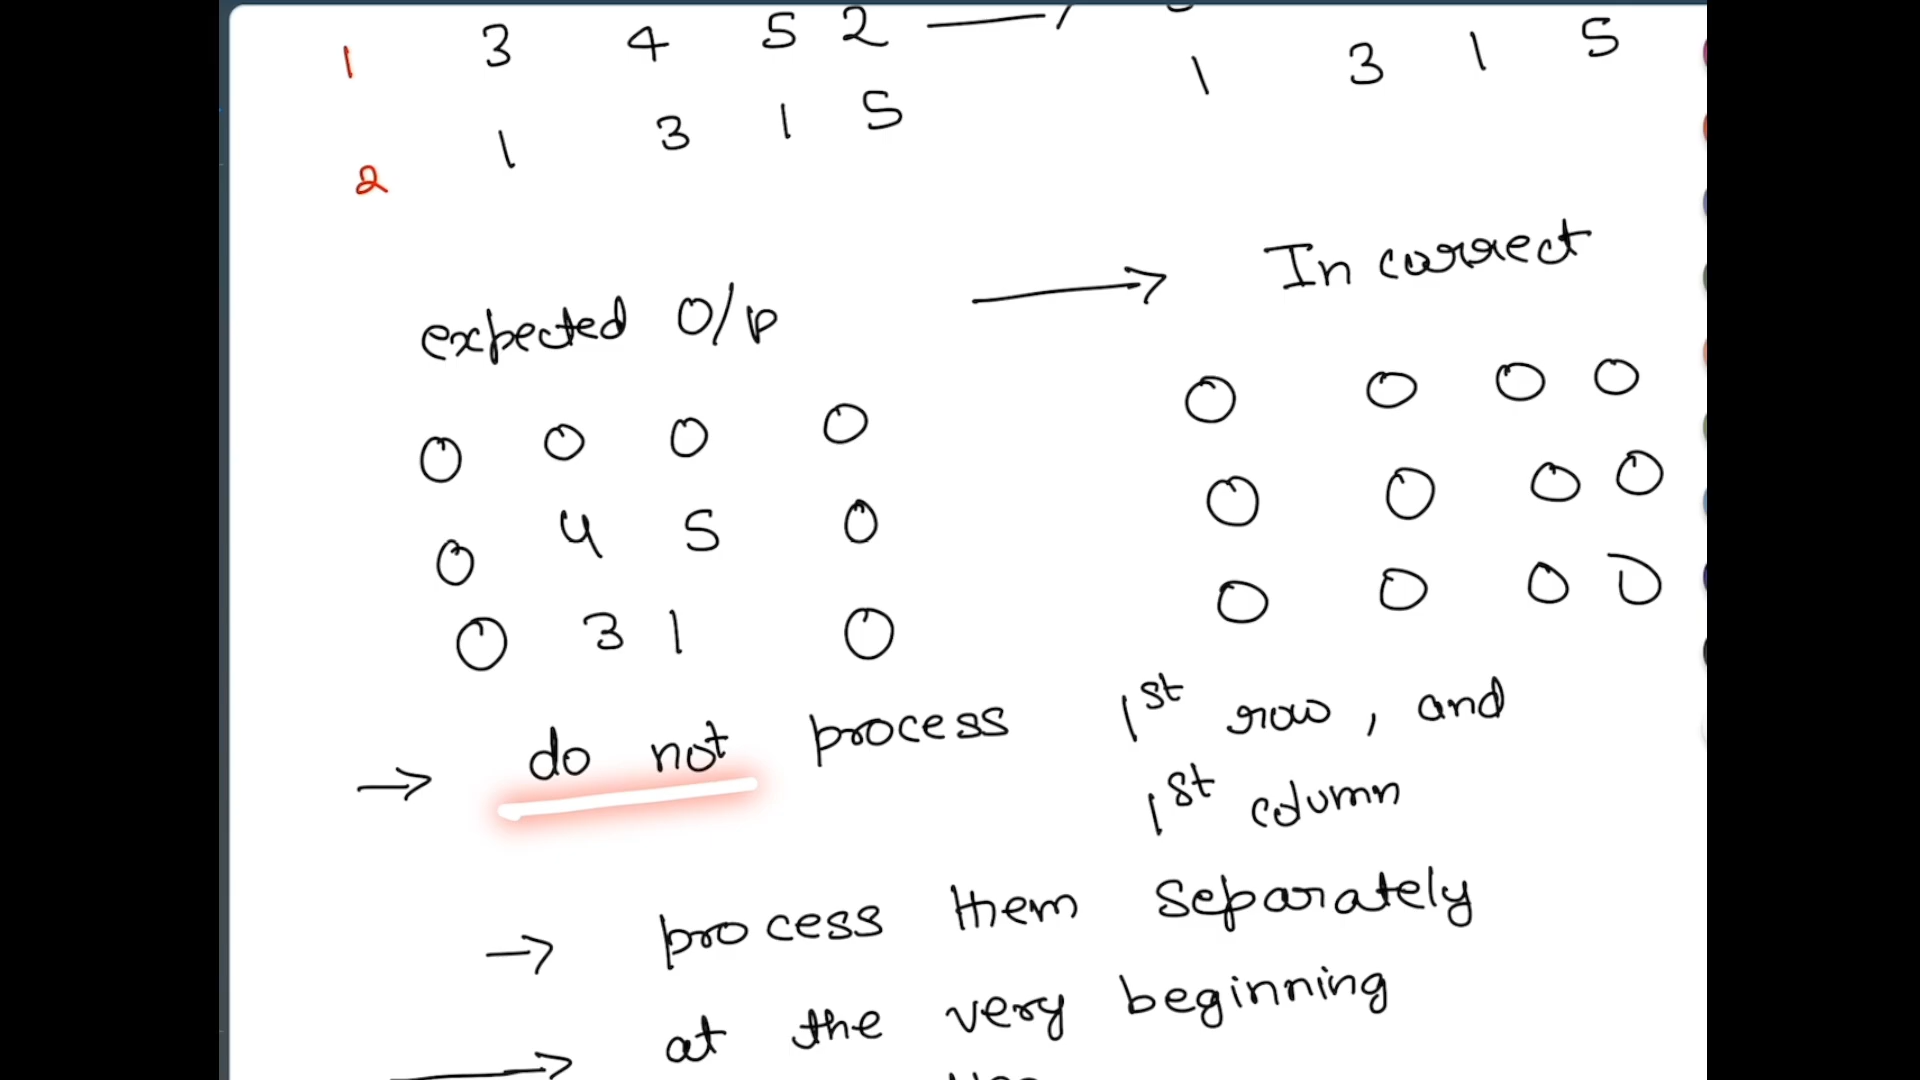 1 3 4 5 2 → 1 3 1 5
2 1 3 1 5
expected O/p → In correct
0 0 0 0 0 0 0 0
0 4 5 0 0 0 0 0
0 3 1 0 0 0 0 0
→ do not process 1st row, and
1st column
→ process them separately
→ at the very beginning